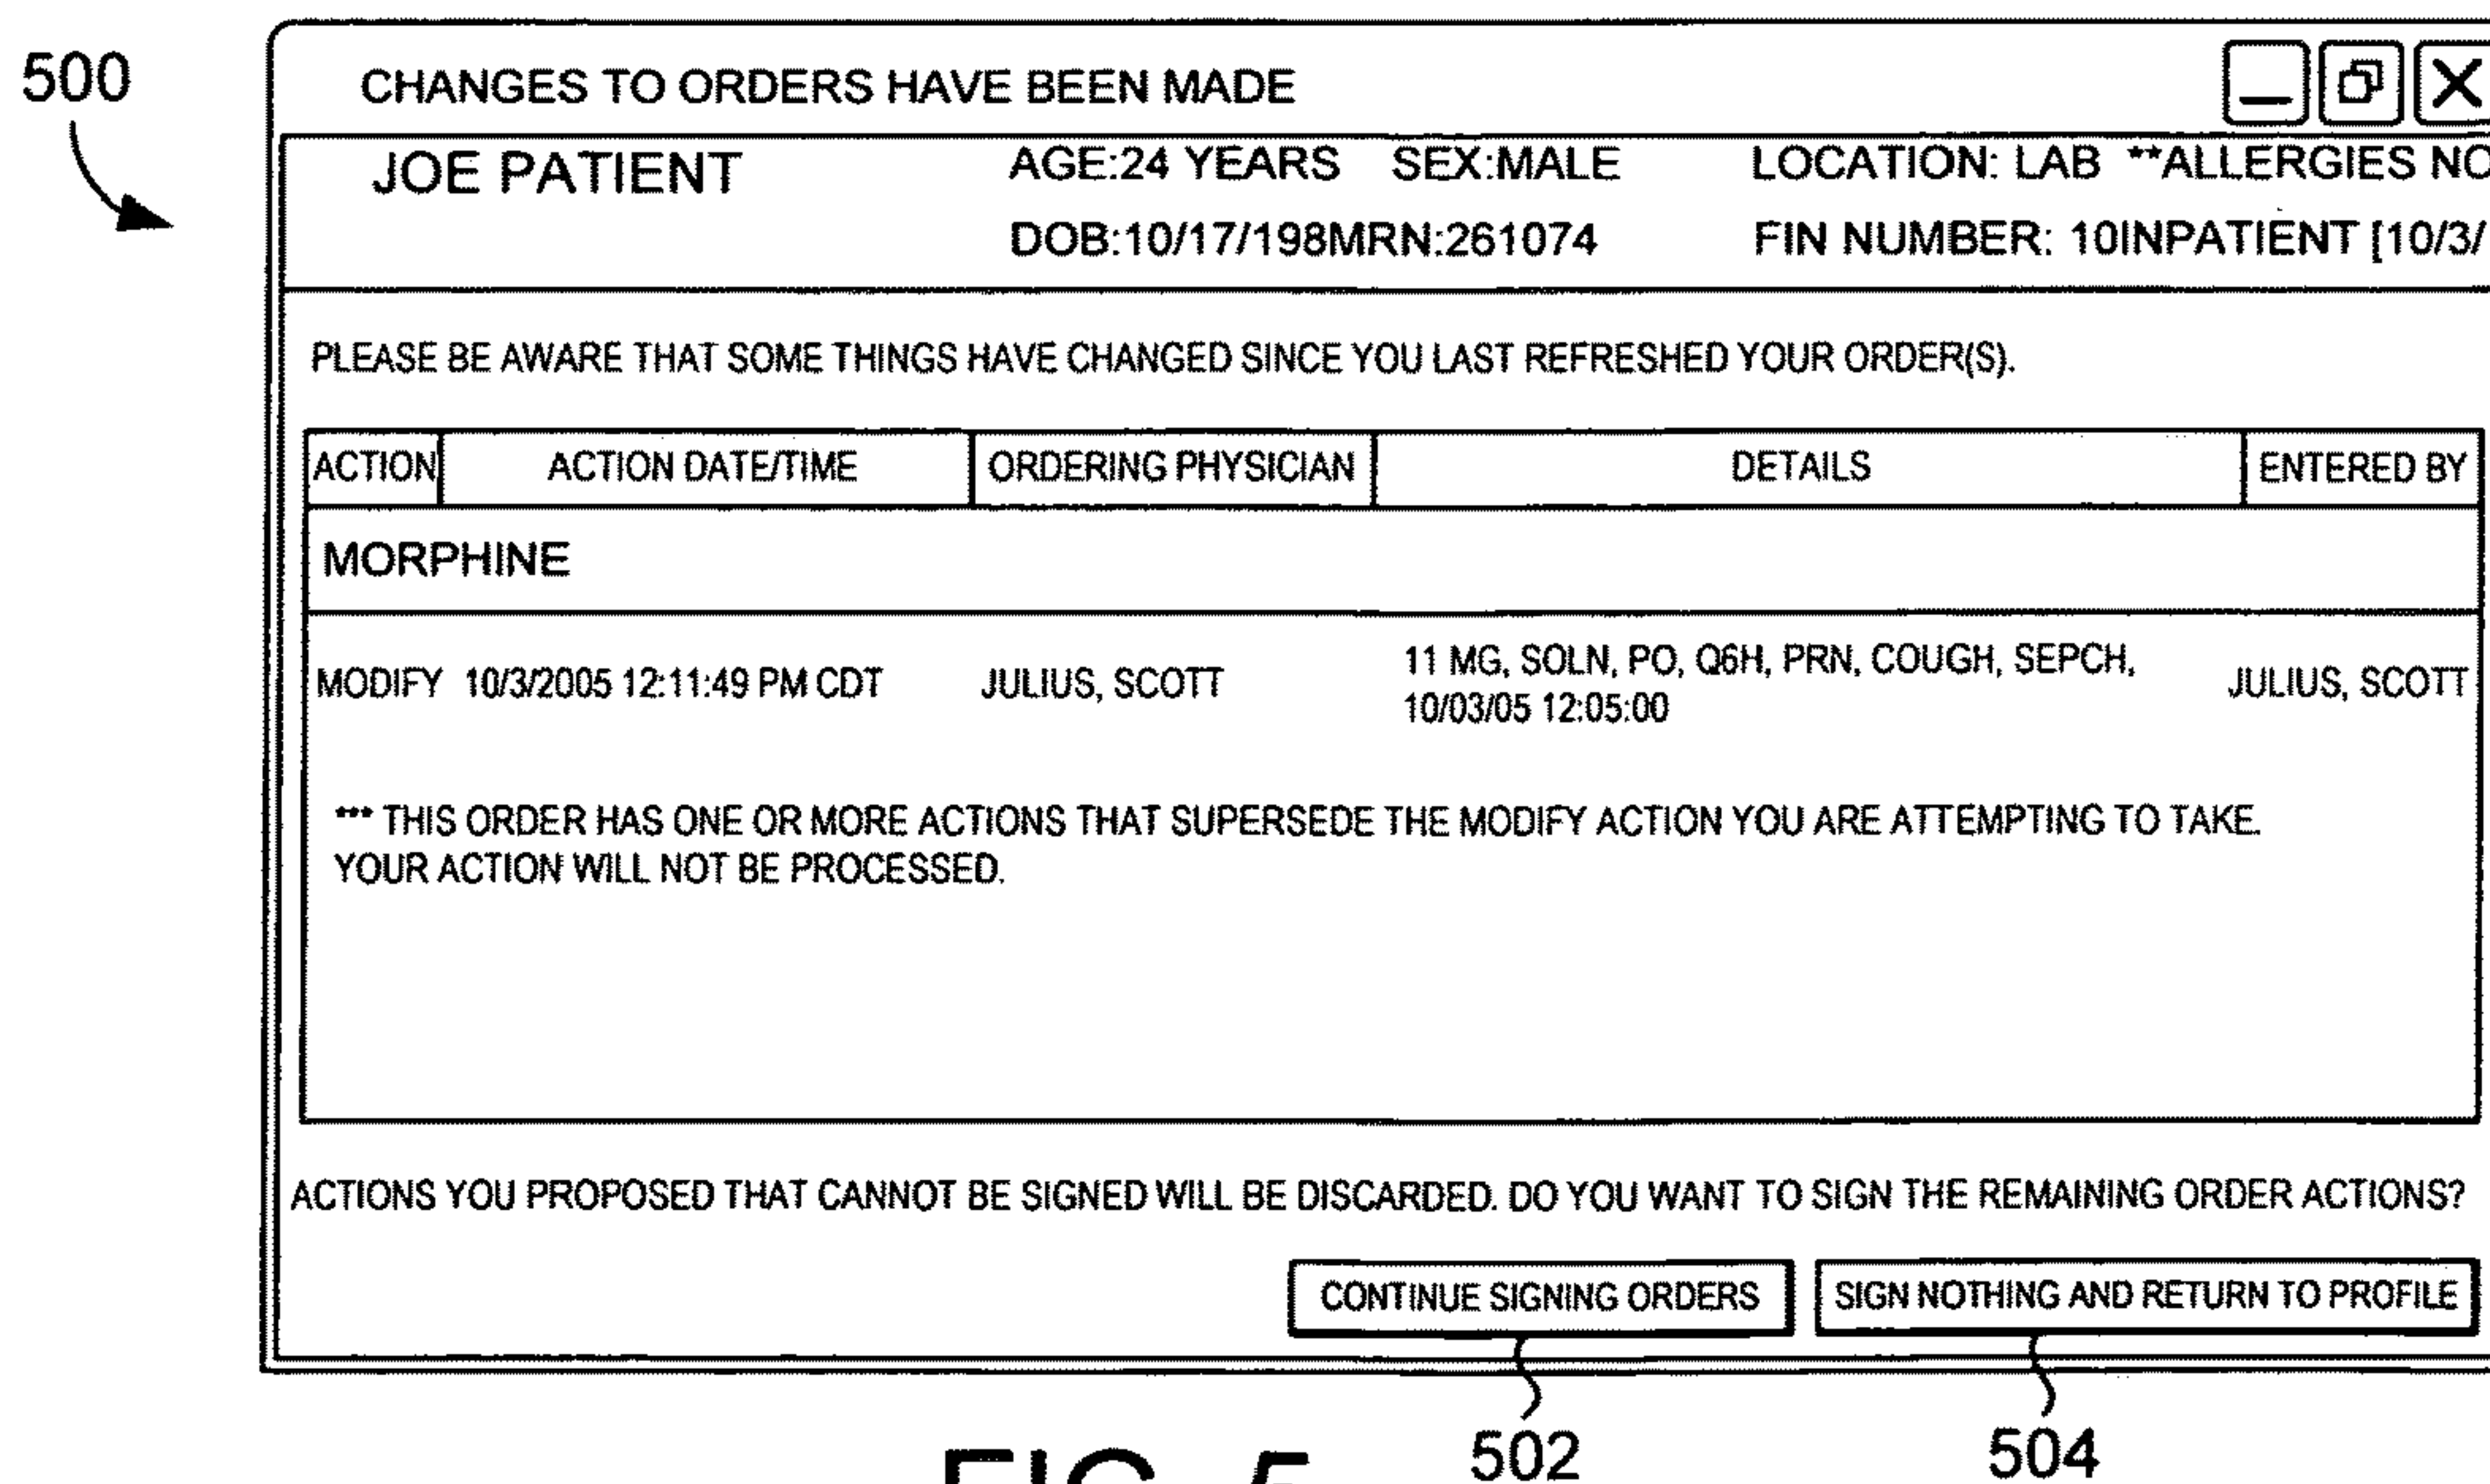 500
CHANGES TO ORDERS HAVE BEEN MADE
JOE PATIENT AGE:24 YEARS SEX:MALE LOCATION: LAB **ALLERGIES NO
DOB:10/17/198MRN:261074 FIN NUMBER: 10INPATIENT [10/3/
PLEASE BE AWARE THAT SOME THINGS HAVE CHANGED SINCE YOU LAST REFRESHED YOUR ORDER(S).
ACTION ACTION DATE/TIME ORDERING PHYSICIAN DETAILS ENTERED BY
MORPHINE
MODIFY 10/3/2005 12:11:49 PM CDT JULIUS, SCOTT 11 MG, SOLN, PO, Q6H, PRN, COUGH, SEPCH, JULIUS, SCOTT
10/03/05 12:05:00
*** THIS ORDER HAS ONE OR MORE ACTIONS THAT SUPERSEDE THE MODIFY ACTION YOU ARE ATTEMPTING TO TAKE.
YOUR ACTION WILL NOT BE PROCESSED.
ACTIONS YOU PROPOSED THAT CANNOT BE SIGNED WILL BE DISCARDED. DO YOU WANT TO SIGN THE REMAINING ORDER ACTIONS?
CONTINUE SIGNING ORDERS SIGN NOTHING AND RETURN TO PROFILE
502 504
FIG. 5